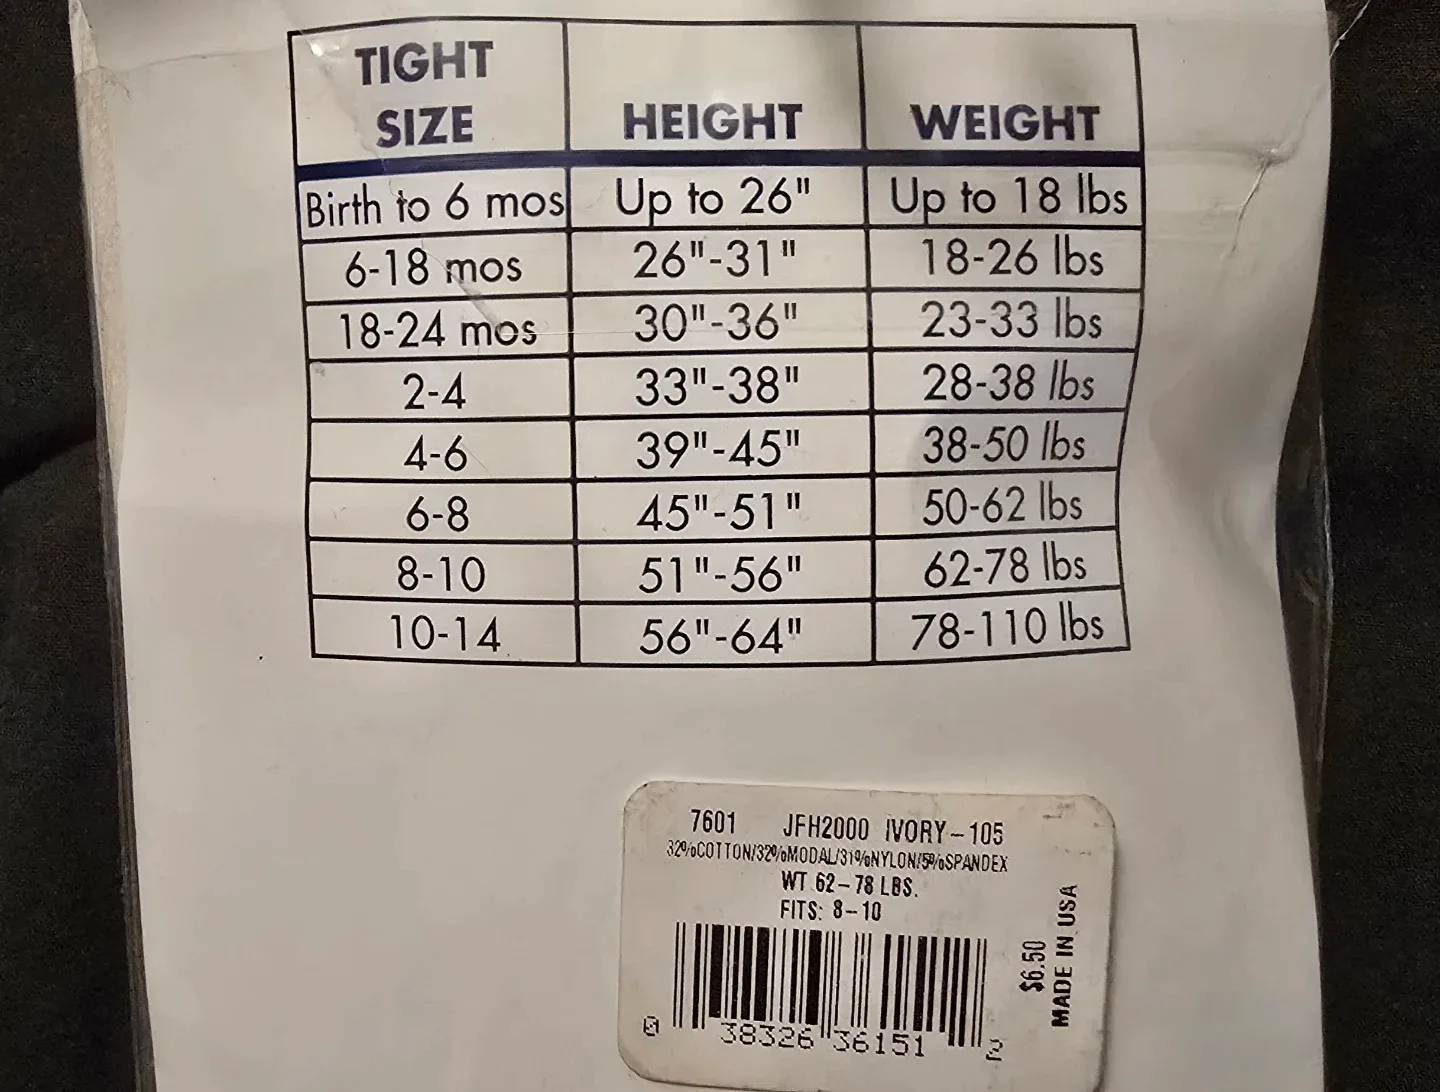 TIGHT SIZE HEIGHT WEIGHT
Birth to 6 mos Up to 26" Up to 18 lbs
6-18 mos 26"-31" 18-26 lbs
18-24 mos 30"-36" 23-33 lbs
2-4 33"-38" 28-38 lbs
4-6 39"-45" 38-50 lbs
6-8 45"-51" 50-62 lbs
8-10 51"-56" 62-78 lbs
10-14 56"-64" 78-110 lbs
7601 JFH2000 IVORY-105
32%COTTON/32%MODAL/31%NYLON/5%SPANDEX
WT 62-78 LBS.
FITS: 8-10
0 38326 36151 2
$6.50
MADE IN USA